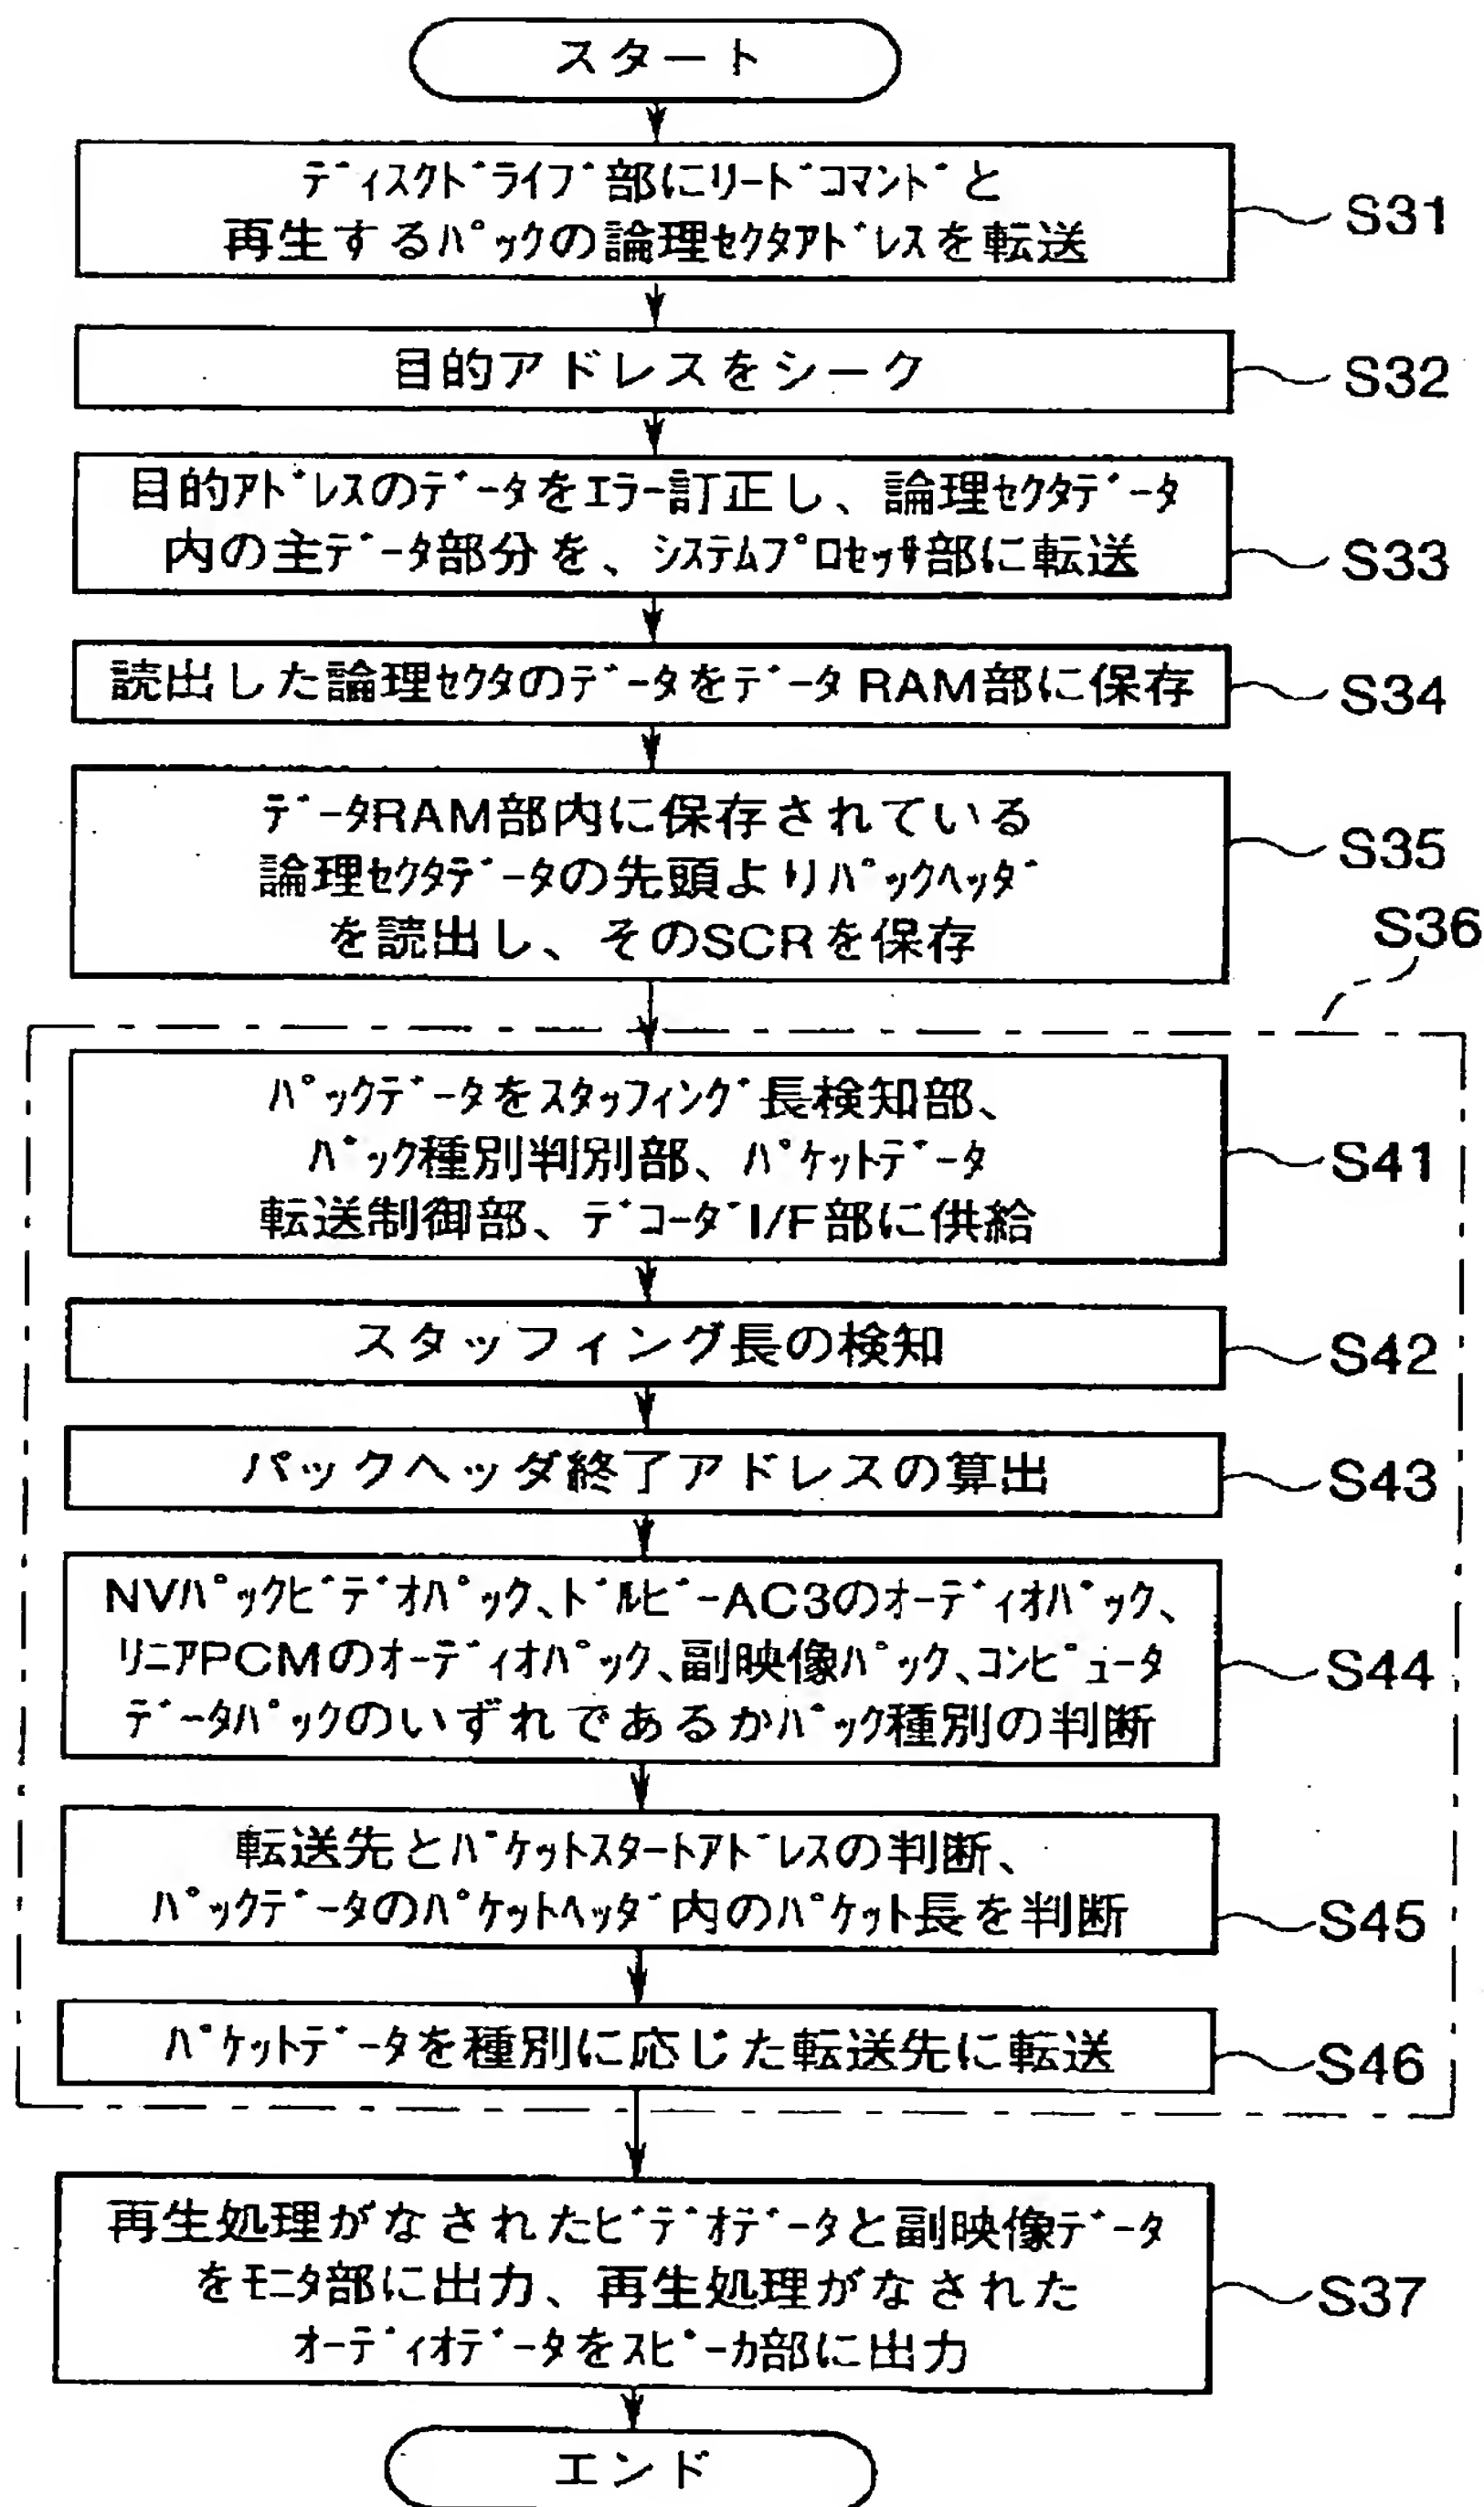 スタート
ﾃﾞｨｽｸﾄﾞﾗｲﾌﾞ部にﾘｰﾄﾞｺﾏﾝﾄﾞと
再生するﾊﾟｯｸの論理ｾｸﾀｱﾄﾞﾚｽを転送
S31
目的アドレスをシーク
S32
目的ｱﾄﾞﾚｽのﾃﾞｰﾀをｴﾗｰ訂正し、論理ｾｸﾀﾃﾞｰﾀ
内の主ﾃﾞｰﾀ部分を、ｼｽﾃﾑﾌﾟﾛｾｯｻ部に転送
S33
読出した論理ｾｸﾀのﾃﾞｰﾀをﾃﾞｰﾀRAM部に保存
S34
ﾃﾞｰﾀRAM部内に保存されている
論理ｾｸﾀﾃﾞｰﾀの先頭よりﾊﾟｯｸﾍｯﾀﾞ
を読出し、そのSCRを保存
S35
S36
ﾊﾟｯｸﾃﾞｰﾀをｽﾀｯﾌｨﾝｸﾞ長検知部、
ﾊﾟｯｸ種別判別部、ﾊﾟｹｯﾄﾃﾞｰﾀ
転送制御部、ﾃﾞｺｰﾀﾞI/F部に供給
S41
スタッフィング長の検知
S42
パックヘッダ終了アドレスの算出
S43
NVﾊﾟｯｸﾋﾞﾃﾞｵﾊﾟｯｸ、ﾄﾞﾙﾋﾞｰAC3のｵｰﾃﾞｨｵﾊﾟｯｸ、
ﾘﾆｱPCMのｵｰﾃﾞｨｵﾊﾟｯｸ、副映像ﾊﾟｯｸ、ｺﾝﾋﾟｭｰﾀ
ﾃﾞｰﾀﾊﾟｯｸのいずれであるかﾊﾟｯｸ種別の判断
S44
転送先とﾊﾟｹｯﾄｽﾀｰﾄｱﾄﾞﾚｽの判断、
ﾊﾟｯｸﾃﾞｰﾀのﾊﾟｹｯﾄﾍｯﾀﾞ内のﾊﾟｹｯﾄ長を判断
S45
ﾊﾟｹｯﾄﾃﾞｰﾀを種別に応じた転送先に転送
S46
再生処理がなされたﾋﾞﾃﾞｵﾃﾞｰﾀと副映像ﾃﾞｰﾀ
をﾓﾆﾀ部に出力、再生処理がなされた
ｵｰﾃﾞｨｵﾃﾞｰﾀをｽﾋﾟｰｶ部に出力
S37
エンド